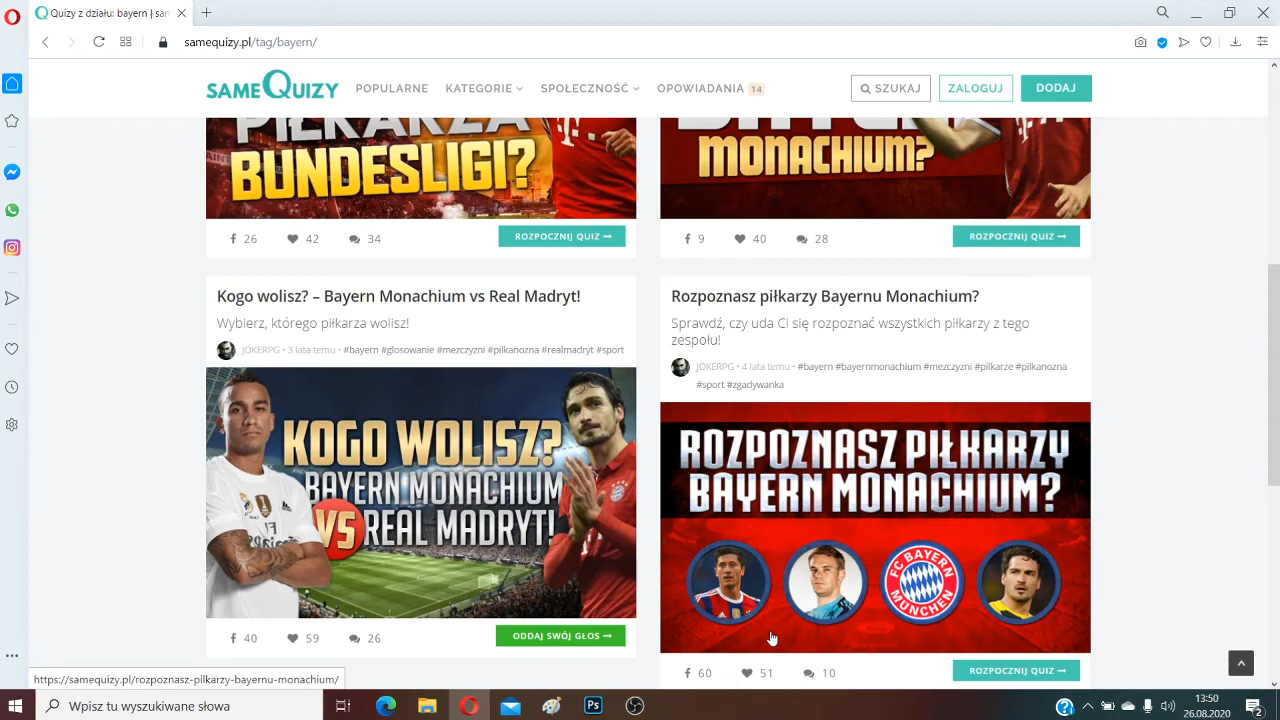 Quizy z działu: bayern | sam
samequizy.pl/tag/bayern/
SAMEQUIZY POPULARNE KATEGORIE SPOŁECZNOŚĆ OPOWIADANIA 14 SZUKAJ ZALOGUJ DODAJ
PIŁKARZA
BUNDESLIGI?
BAYERN
MONACHIUM?
26 42 34 ROZPOCZNIJ QUIZ
9 40 28 ROZPOCZNIJ QUIZ
Kogo wolisz? – Bayern Monachium vs Real Madryt!
Wybierz, którego piłkarza wolisz!
JOKERPG • 3 lata temu • #bayern #glosowanie #mezczyzni #pilkanozna #realmadryt #sport
KOGO WOLISZ?
BAYERN MONACHIUM
VS REAL MADRYT!
40 59 26 ODDAJ SWÓJ GŁOS
Rozpoznasz piłkarzy Bayernu Monachium?
Sprawdź, czy uda Ci się rozpoznać wszystkich piłkarzy z tego
zespołu!
JOKERPG • 4 lata temu • #bayern #bayernmonachium #mezczyzni #pilkarze #pilkanozna
#sport #zgadywanka
ROZPOZNASZ PIŁKARZY
BAYERN MONACHIUM?
FC BAYERN
MÜNCHEN
60 51 10 ROZPOCZNIJ QUIZ
https://samequizy.pl/rozpoznasz-pilkarzy-bayernu-monachium/
Wpisz tu wyszukiwane słowa
Ps
13:50
26.08.2020
2